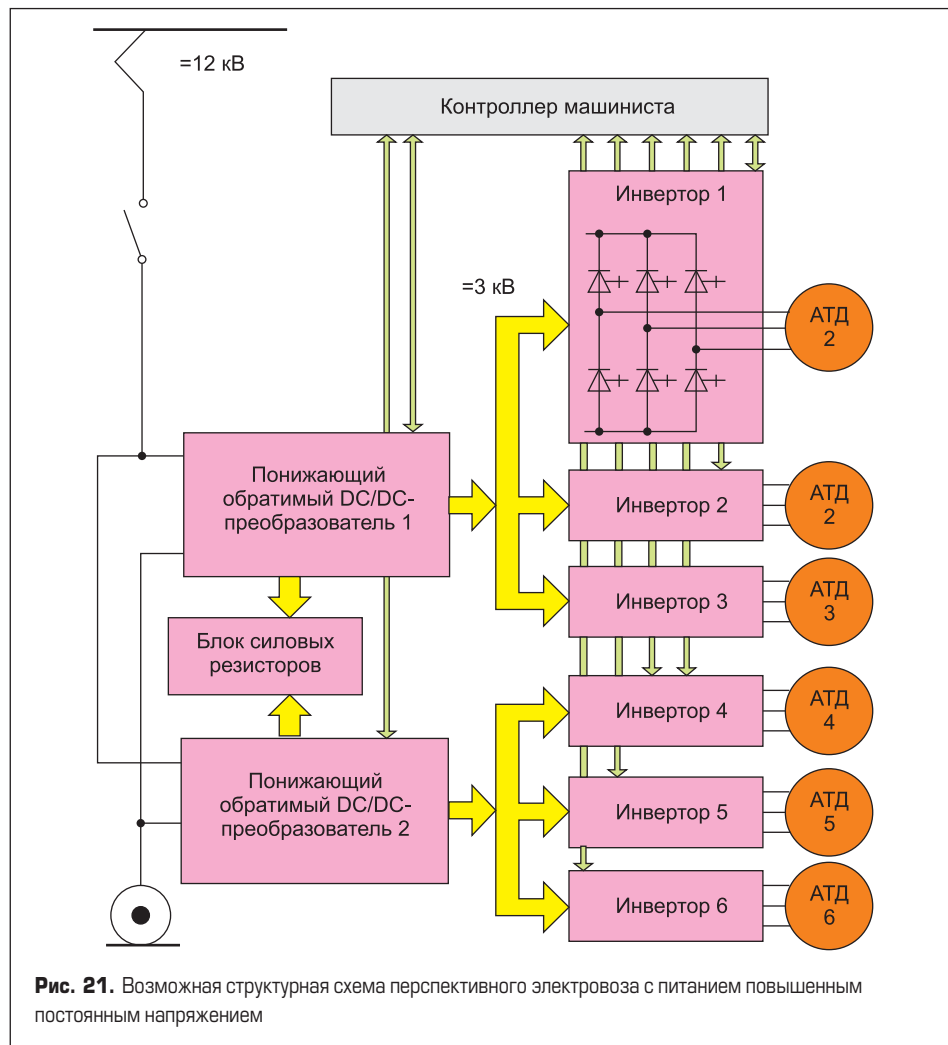 =12 кВ
Контроллер машиниста
Инвертор 1
=3 кВ
АТД
2
Понижающий
обратимый DC/DC-
преобразователь 1
Инвертор 2
АТД
2
Инвертор 3
АТД
3
Блок силовых
резисторов
Инвертор 4
АТД
4
Понижающий
обратимый DC/DC-
преобразователь 2
Инвертор 5
АТД
5
Инвертор 6
АТД
6
Рис. 21. Возможная структурная схема перспективного электровоза с питанием повышенным
постоянным напряжением